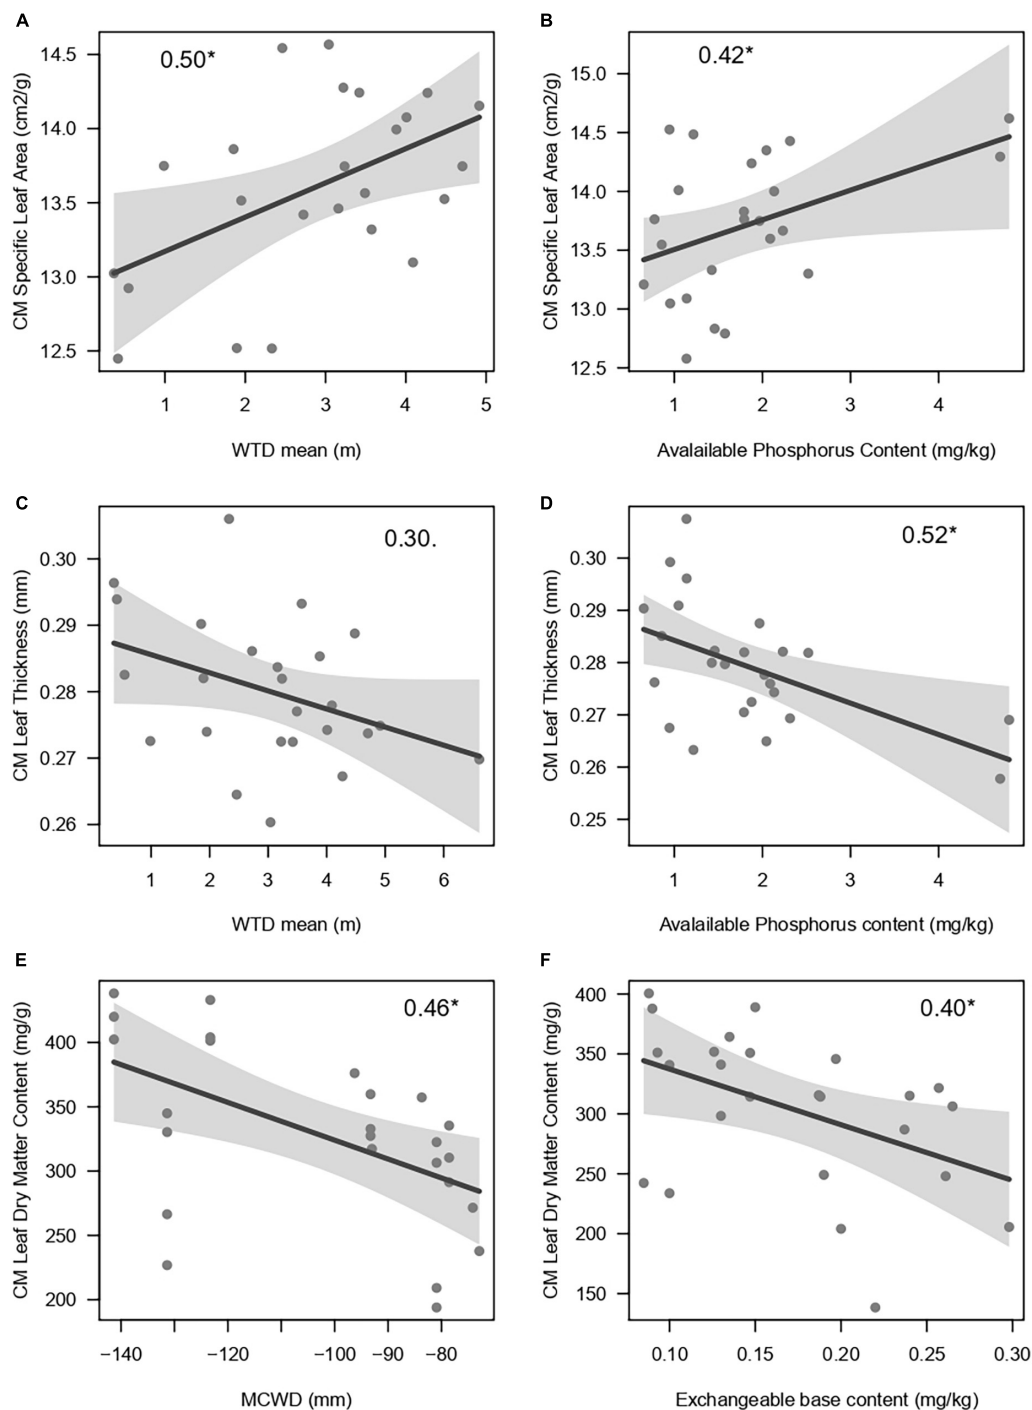 A
CM Specific Leaf Area (cm2/g)
14.5
14.0
13.5
13.0
12.5
0.50*
1 2 3 4 5
WTD mean (m)
B
CM Specific Leaf Area (cm2/g)
15.0
14.5
14.0
13.5
13.0
12.5
0.42*
1 2 3 4
Avalailable Phosphorus Content (mg/kg)
C
CM Leaf Thickness (mm)
0.30
0.29
0.28
0.27
0.26
0.30.
1 2 3 4 5 6
WTD mean (m)
D
CM Leaf Thickness (mm)
0.30
0.29
0.28
0.27
0.26
0.25
0.52*
1 2 3 4
Avalailable Phosphorus content (mg/kg)
E
CM Leaf Dry Matter Content (mg/g)
400
350
300
250
200
0.46*
−140 −120 −100 −90 −80
MCWD (mm)
F
CM Leaf Dry Matter Content (mg/g)
400
350
300
250
200
150
0.40*
0.10 0.15 0.20 0.25 0.30
Exchangeable base content (mg/kg)